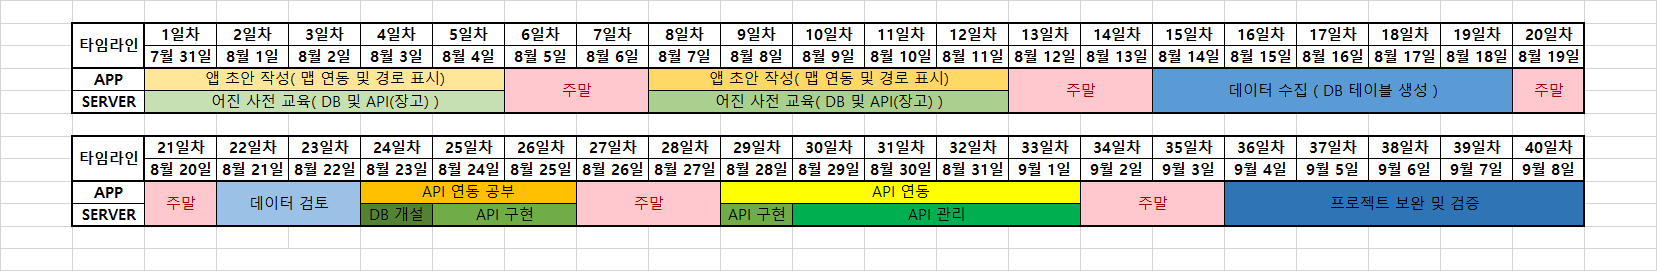 타임라인 1일차 2일차 3일차 4일차 5일차 6일차 7일차 8일차 9일차 10일차 11일차 12일차 13일차 14일차 15일차 16일차 17일차 18일차 19일차 20일차
7월 31일 8월 1일 8월 2일 8월 3일 8월 4일 8월 5일 8월 6일 8월 7일 8월 8일 8월 9일 8월 10일 8월 11일 8월 12일 8월 13일 8월 14일 8월 15일 8월 16일 8월 17일 8월 18일 8월 19일
APP 앱 초안 작성( 맵 연동 및 경로 표시) 주말 앱 초안 작성( 맵 연동 및 경로 표시) 주말 데이터 수집 ( DB 테이블 생성 ) 주말
SERVER 어진 사전 교육( DB 및 API(장고) ) 어진 사전 교육( DB 및 API(장고) )
타임라인 21일차 22일차 23일차 24일차 25일차 26일차 27일차 28일차 29일차 30일차 31일차 32일차 33일차 34일차 35일차 36일차 37일차 38일차 39일차 40일차
8월 20일 8월 21일 8월 22일 8월 23일 8월 24일 8월 25일 8월 26일 8월 27일 8월 28일 8월 29일 8월 30일 8월 31일 9월 1일 9월 2일 9월 3일 9월 4일 9월 5일 9월 6일 9월 7일 9월 8일
APP 주말 데이터 검토 API 연동 공부 주말 API 연동 주말 프로젝트 보완 및 검증
SERVER DB 개설 API 구현 API 구현 API 관리